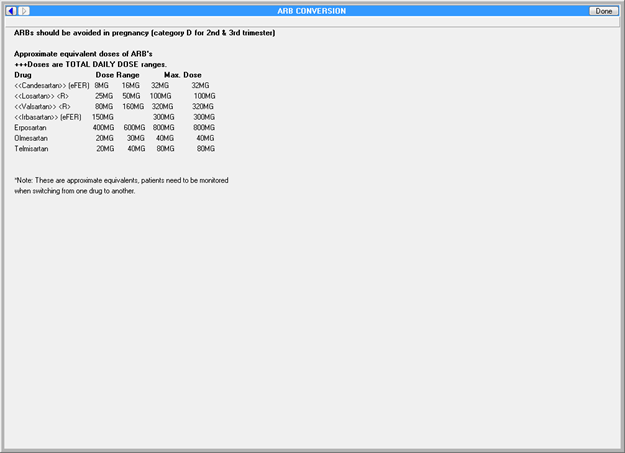 ARB CONVERSION Done
ARBs should be avoided in pregnancy (category D for 2nd & 3rd trimester)
Approximate equivalent doses of ARB's
+++Doses are TOTAL DAILY DOSE ranges.
Drug Dose Range Max. Dose
<<Candesartan>> (eFER) 8MG 16MG 32MG 32MG
<<Losartan>> <R> 25MG 50MG 100MG 100MG
<<Valsartan>> <R> 80MG 160MG 320MG 320MG
<<Irbasartan>> (eFER) 150MG 300MG 300MG
Erposartan 400MG 600MG 800MG 800MG
Olmesartan 20MG 30MG 40MG 40MG
Telmisartan 20MG 40MG 80MG 80MG
*Note: These are approximate equivalents, patients need to be monitored
when switching from one drug to another.